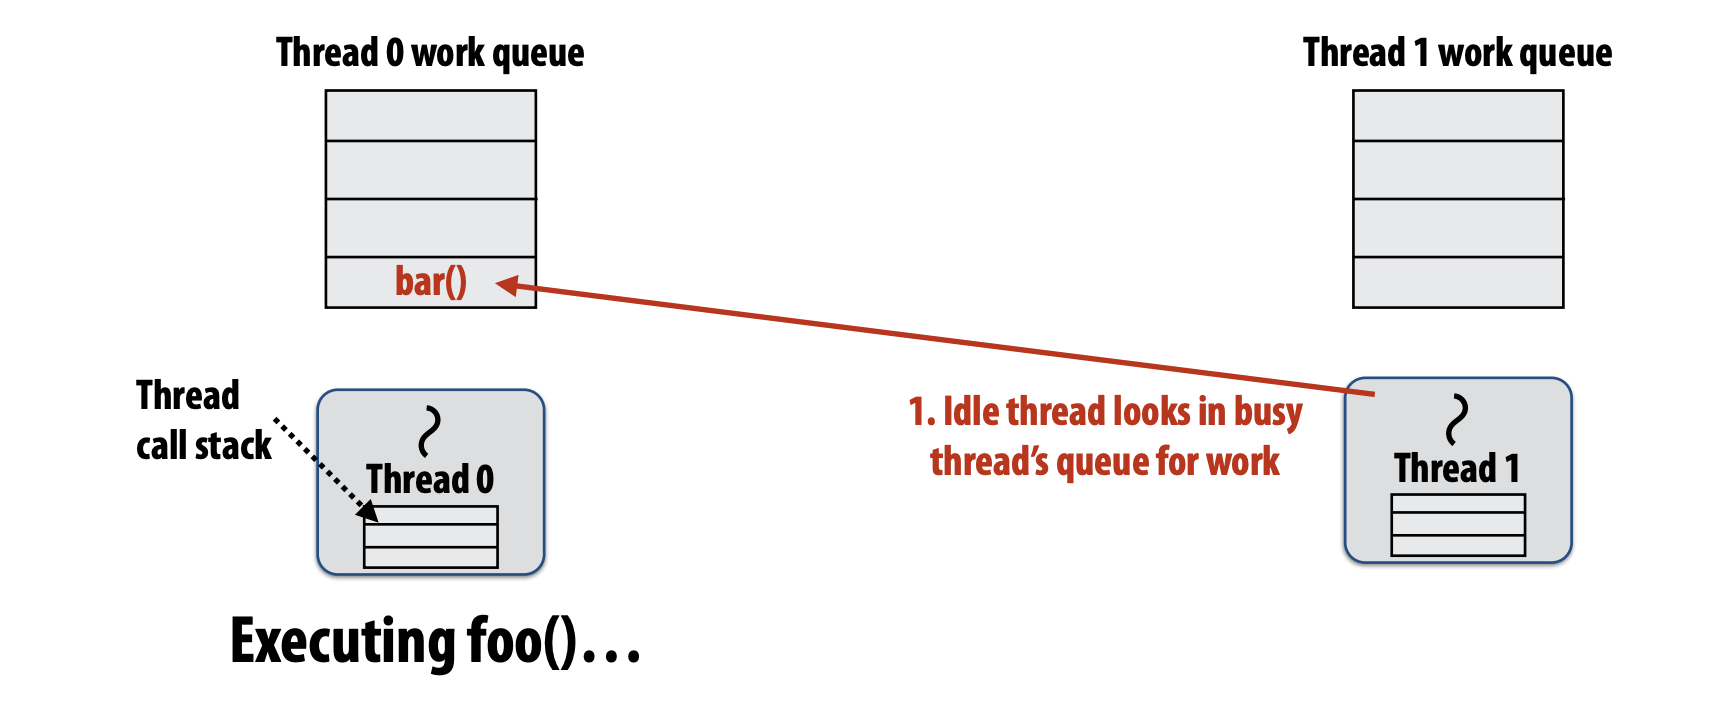 Thread 0 work queue
Thread 1 work queue
bar()
Thread
call stack
Thread 0
1. Idle thread looks in busy
thread's queue for work
Thread 1
Executing foo()…